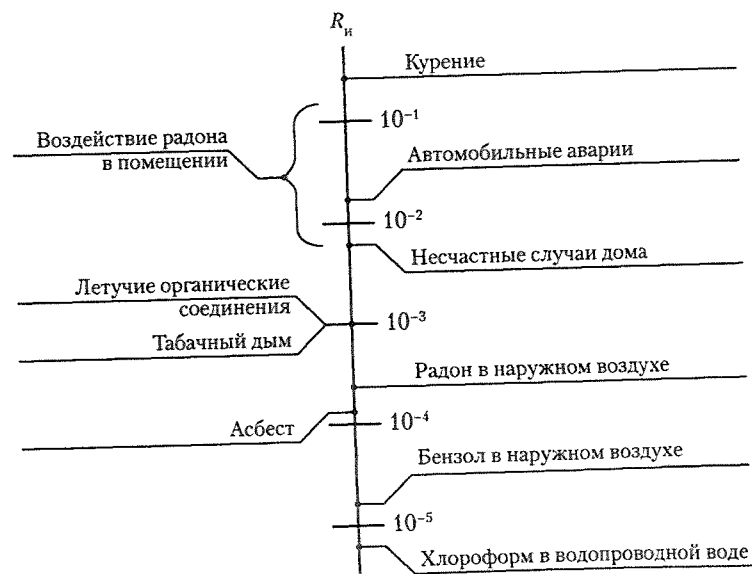 Rи
Курение
10⁻¹
Воздействие радона
в помещении
Автомобильные аварии
10⁻²
Несчастные случаи дома
Летучие органические
соединения
10⁻³
Табачный дым
Радон в наружном воздухе
10⁻⁴
Асбест
Бензол в наружном воздухе
10⁻⁵
Хлороформ в водопроводной воде